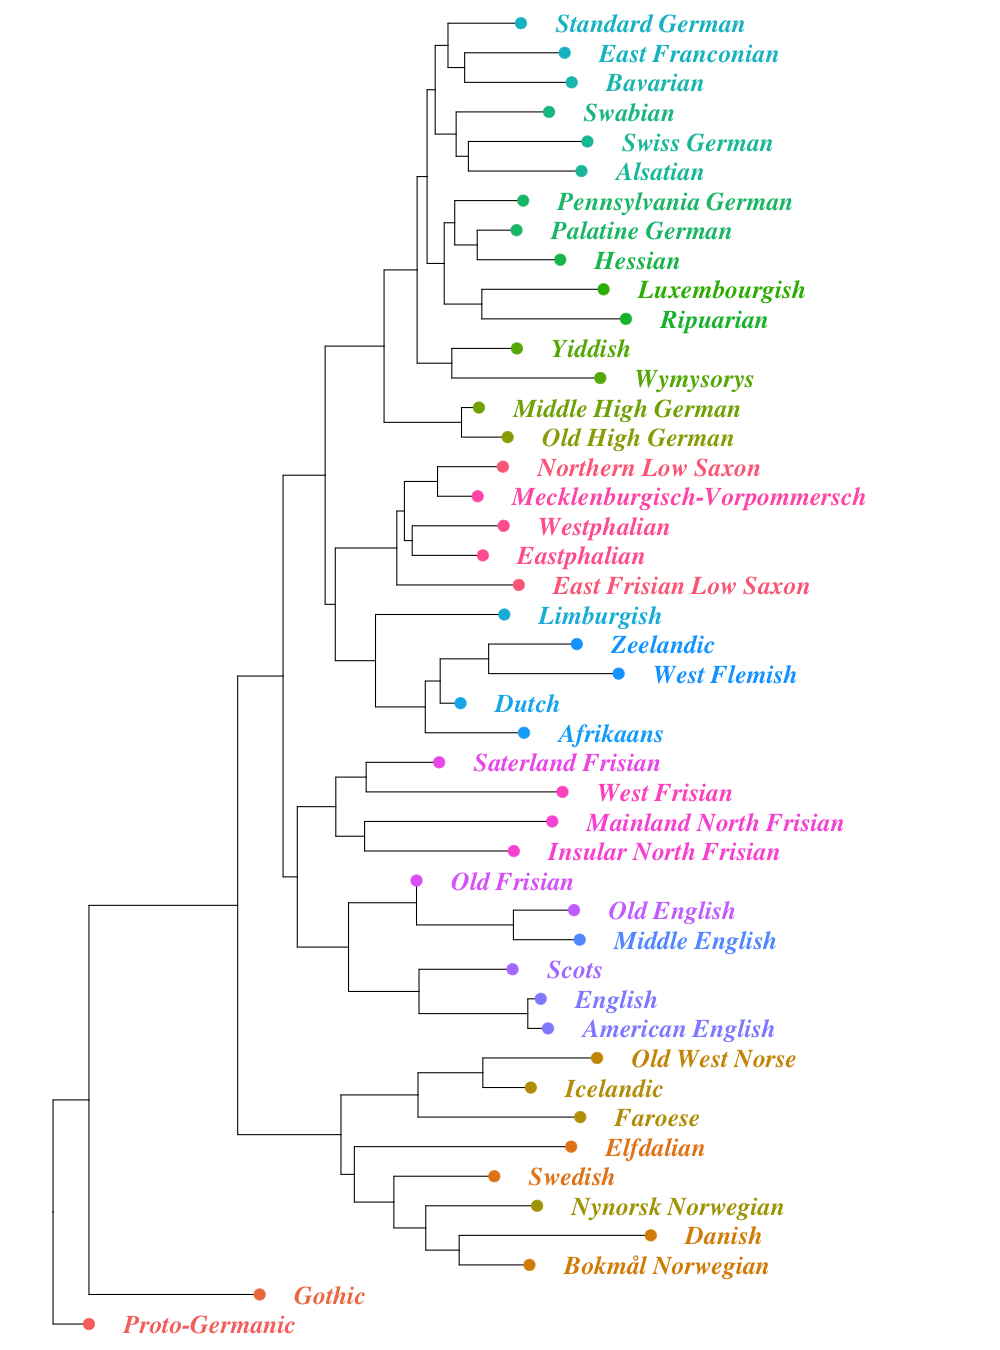 Standard German
East Franconian
Bavarian
Swabian
Swiss German
Alsatian
Pennsylvania German
Palatine German
Hessian
Luxembourgish
Ripuarian
Yiddish
Wymysorys
Middle High German
Old High German
Northern Low Saxon
Mecklenburgisch-Vorpommersch
Westphalian
Eastphalian
East Frisian Low Saxon
Limburgish
Zeelandic
West Flemish
Dutch
Afrikaans
Saterland Frisian
West Frisian
Mainland North Frisian
Insular North Frisian
Old Frisian
Old English
Middle English
Scots
English
American English
Old West Norse
Icelandic
Faroese
Elfdalian
Swedish
Nynorsk Norwegian
Danish
Bokmål Norwegian
Gothic
Proto-Germanic